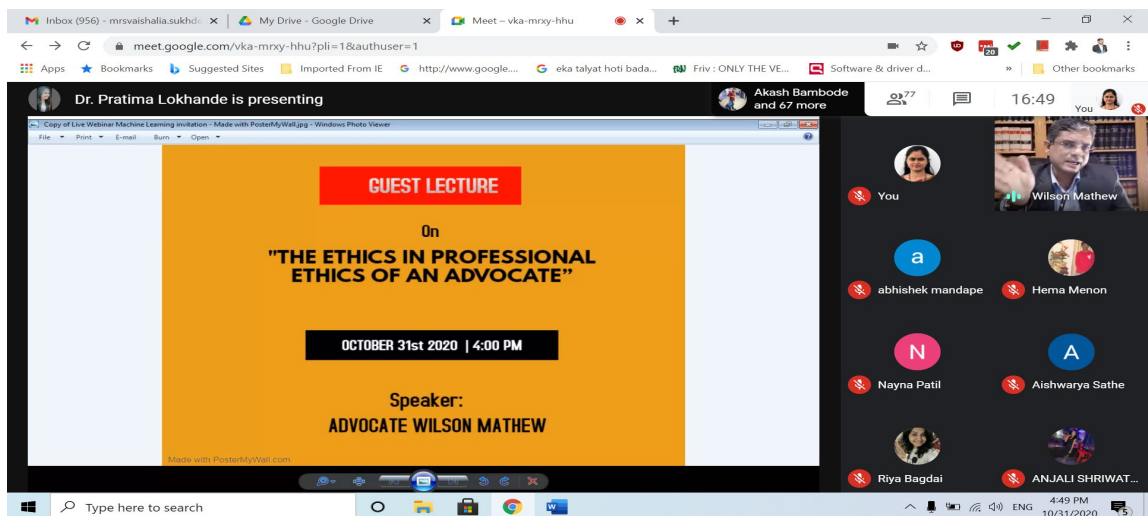 Inbox (956) - mrsvaishalia.sukhde
My Drive - Google Drive
Meet – vka-mrxy-hhu
meet.google.com/vka-mrxy-hhu?pli=1&authuser=1
20
Apps
Bookmarks
Suggested Sites
Imported From IE
http://www.google....
eka talyat hoti bada...
Friv : ONLY THE VE...
Software & driver d...
»
Other bookmarks
Dr. Pratima Lokhande is presenting
Akash Bambode
and 67 more
77
16:49
You
Copy of Live Webinar Machine Learning invitation - Made with PosterMyWall.jpg - Windows Photo Viewer
File Print E-mail Burn Open
GUEST LECTURE
On
"THE ETHICS IN PROFESSIONAL
ETHICS OF AN ADVOCATE”
OCTOBER 31st 2020 | 4:00 PM
Speaker:
ADVOCATE WILSON MATHEW
Made with PosterMyWall.com
You
Wilson Mathew
a
abhishek mandape
Hema Menon
N
Nayna Patil
A
Aishwarya Sathe
Riya Bagdai
ANJALI SHRIWAT...
Type here to search
ENG
4:49 PM
10/31/2020
5